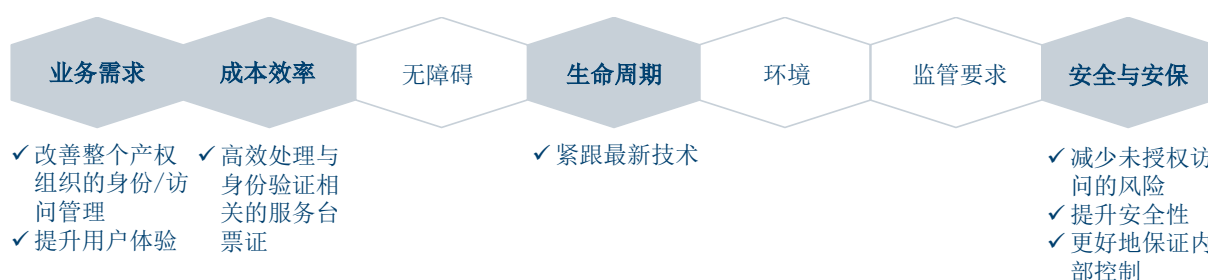 业务需求
成本效率
无障碍
生命周期
环境
监管要求
安全与安保
✓ 改善整个产权
组织的身份/访
问管理
✓ 提升用户体验
✓ 高效处理与
身份验证相
关的服务台
票证
✓ 紧跟最新技术
✓ 减少未授权访
问的风险
✓ 提升安全性
✓ 更好地保证内
部控制